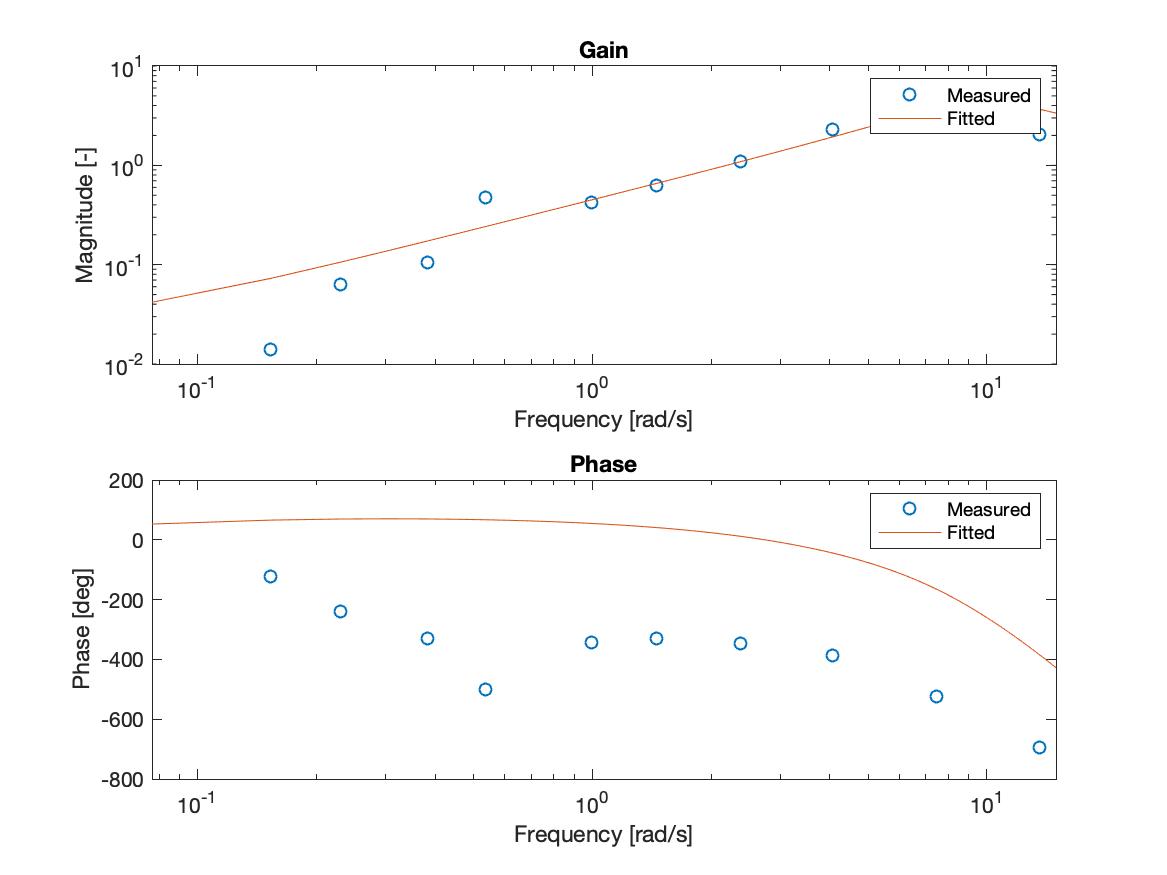 Gain
10^1
10^0
10^-1
10^-2
Magnitude [-]
Measured
Fitted
10^-1
10^0
10^1
Frequency [rad/s]
Phase
200
0
-200
-400
-600
-800
Phase [deg]
Measured
Fitted
10^-1
10^0
10^1
Frequency [rad/s]